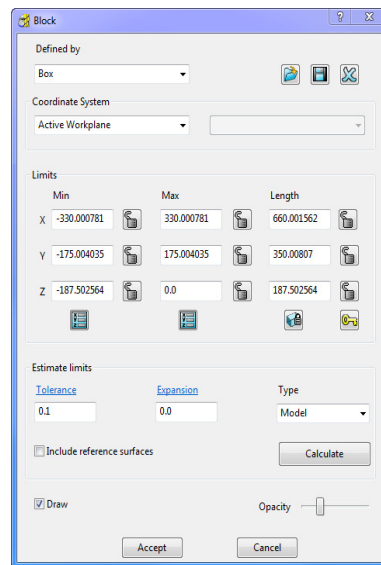 Block
Defined by
Box
Coordinate System
Active Workplane
Limits
Min Max Length
X -330.000781 330.000781 660.001562
Y -175.004035 175.004035 350.00807
Z -187.502564 0.0 187.502564
Estimate limits
Tolerance Expansion Type
0.1 0.0 Model
Include reference surfaces Calculate
Draw Opacity
Accept Cancel